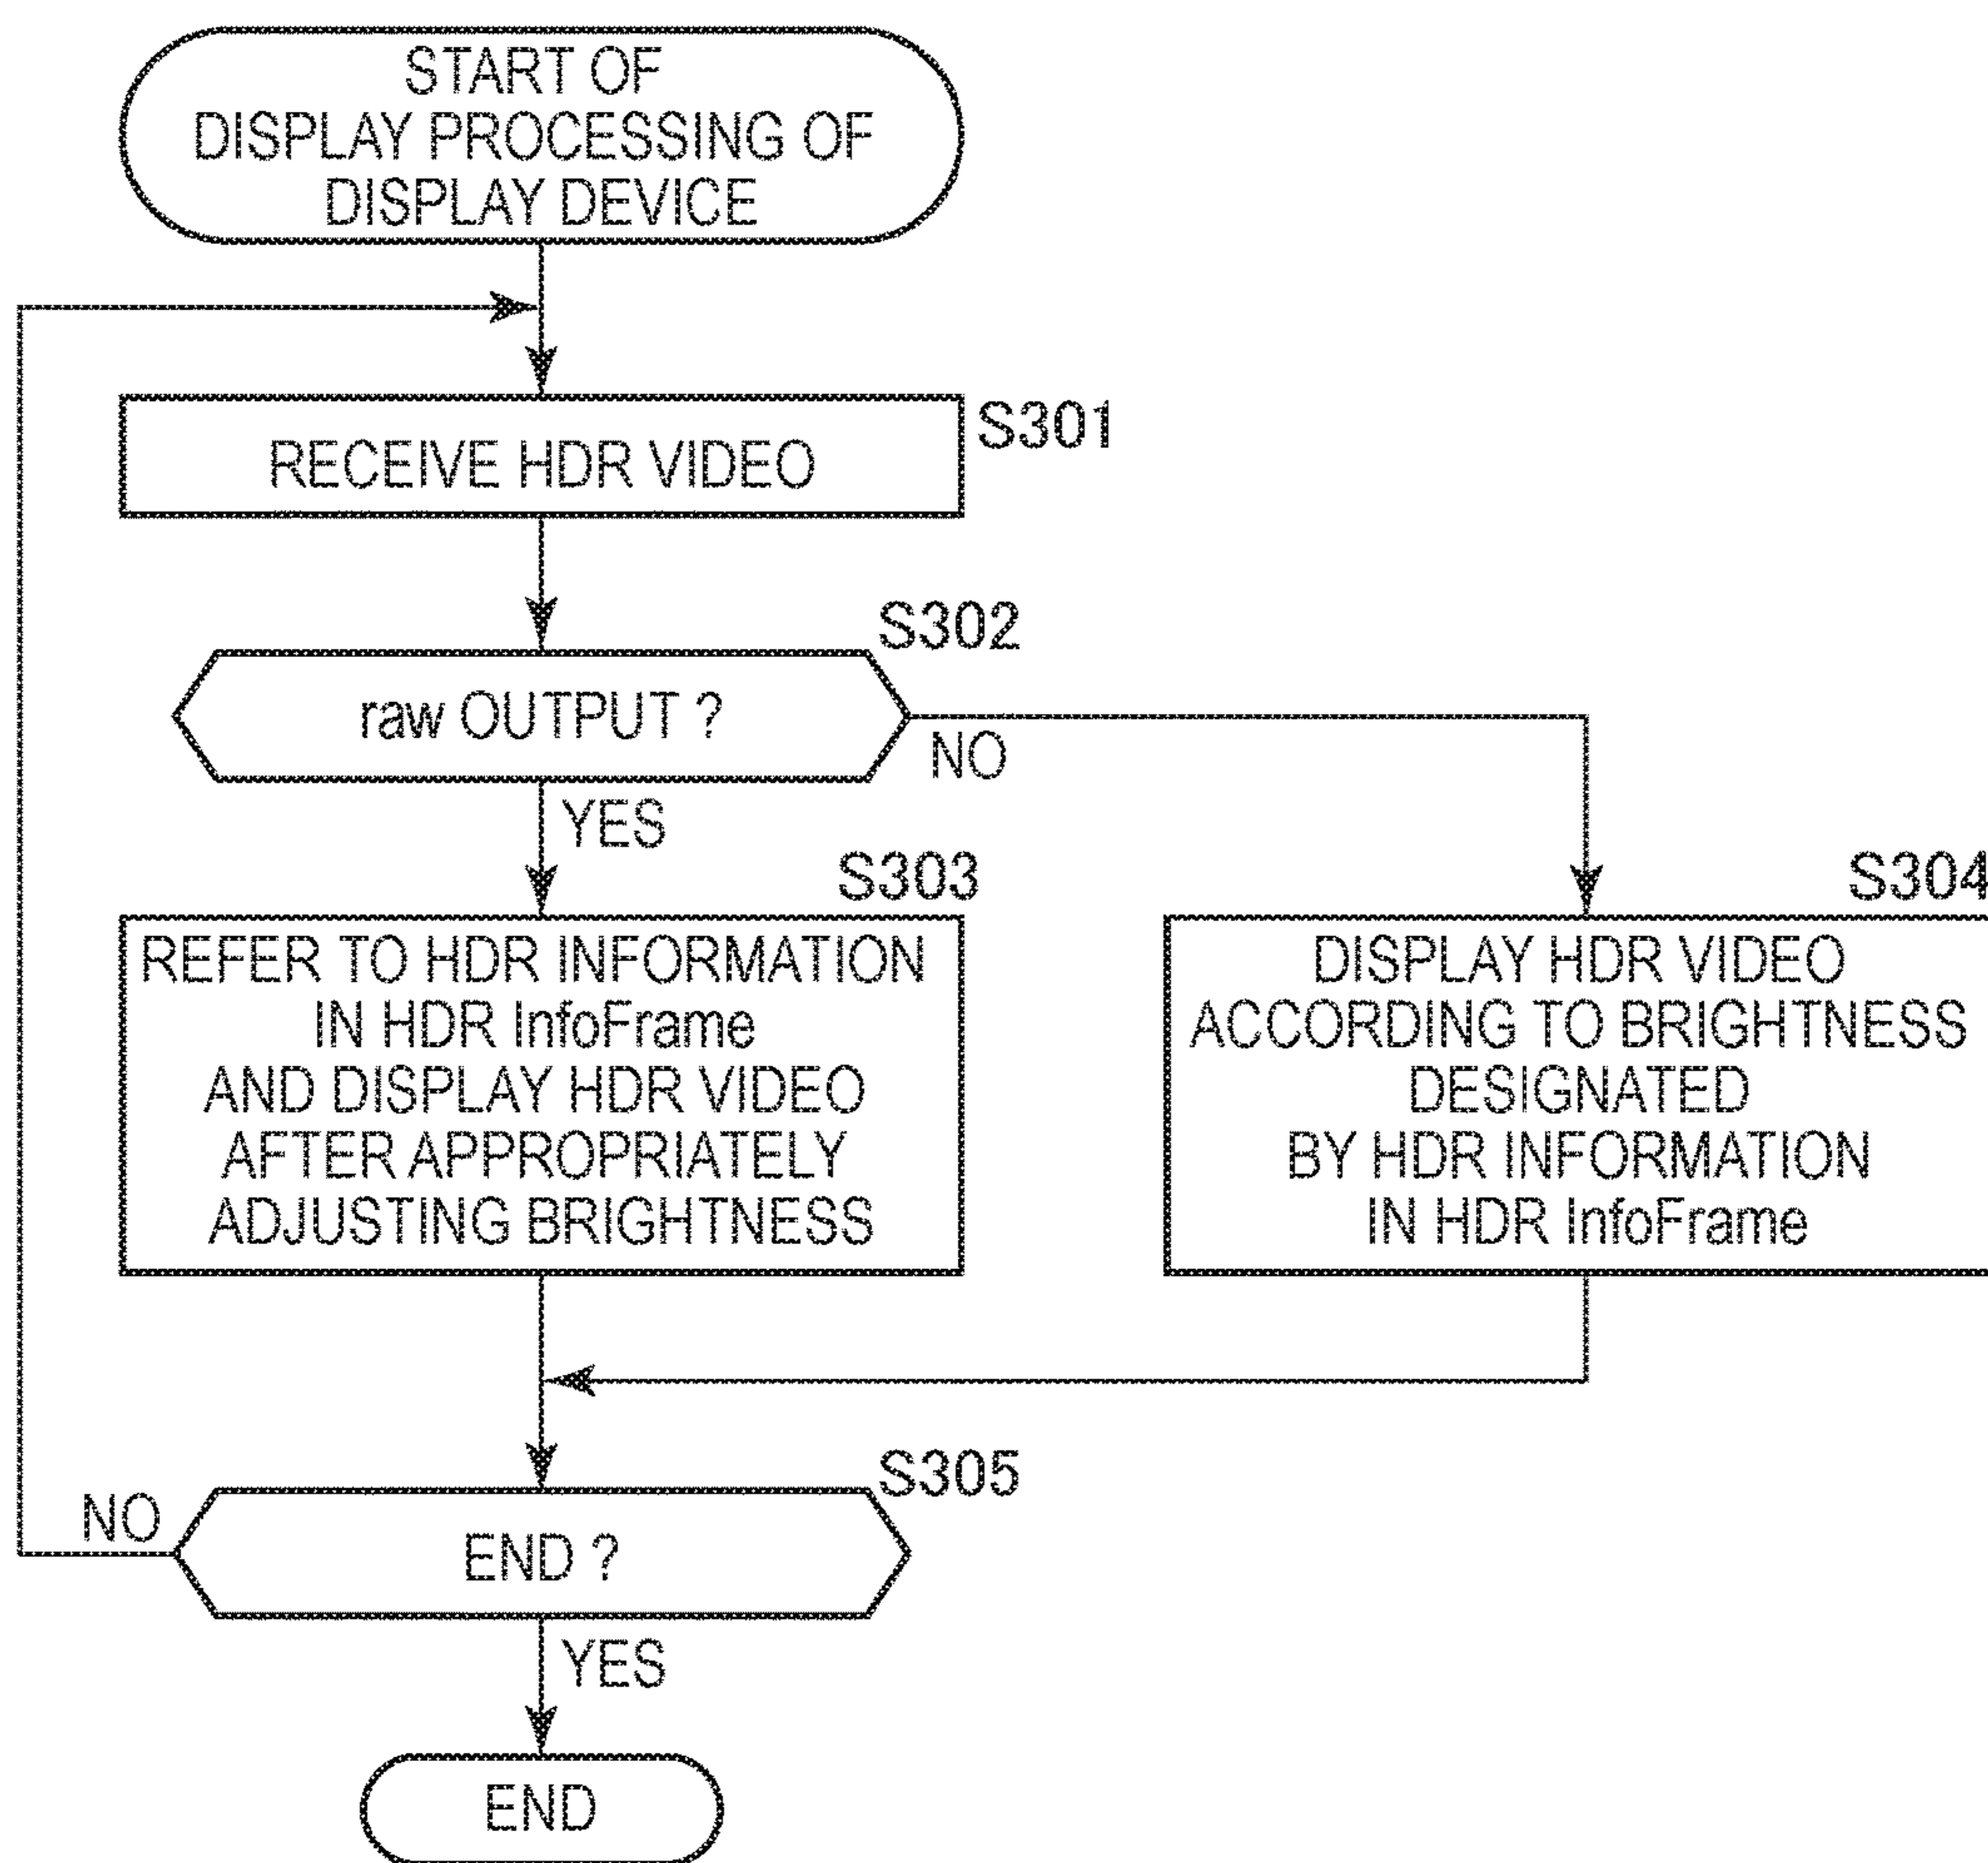 START OF
DISPLAY PROCESSING OF
DISPLAY DEVICE
S301
RECEIVE HDR VIDEO
S302
raw OUTPUT ?
NO
YES
S303
REFER TO HDR INFORMATION
IN HDR InfoFrame
AND DISPLAY HDR VIDEO
AFTER APPROPRIATELY
ADJUSTING BRIGHTNESS
S304
DISPLAY HDR VIDEO
ACCORDING TO BRIGHTNESS
DESIGNATED
BY HDR INFORMATION
IN HDR InfoFrame
S305
NO
END ?
YES
END